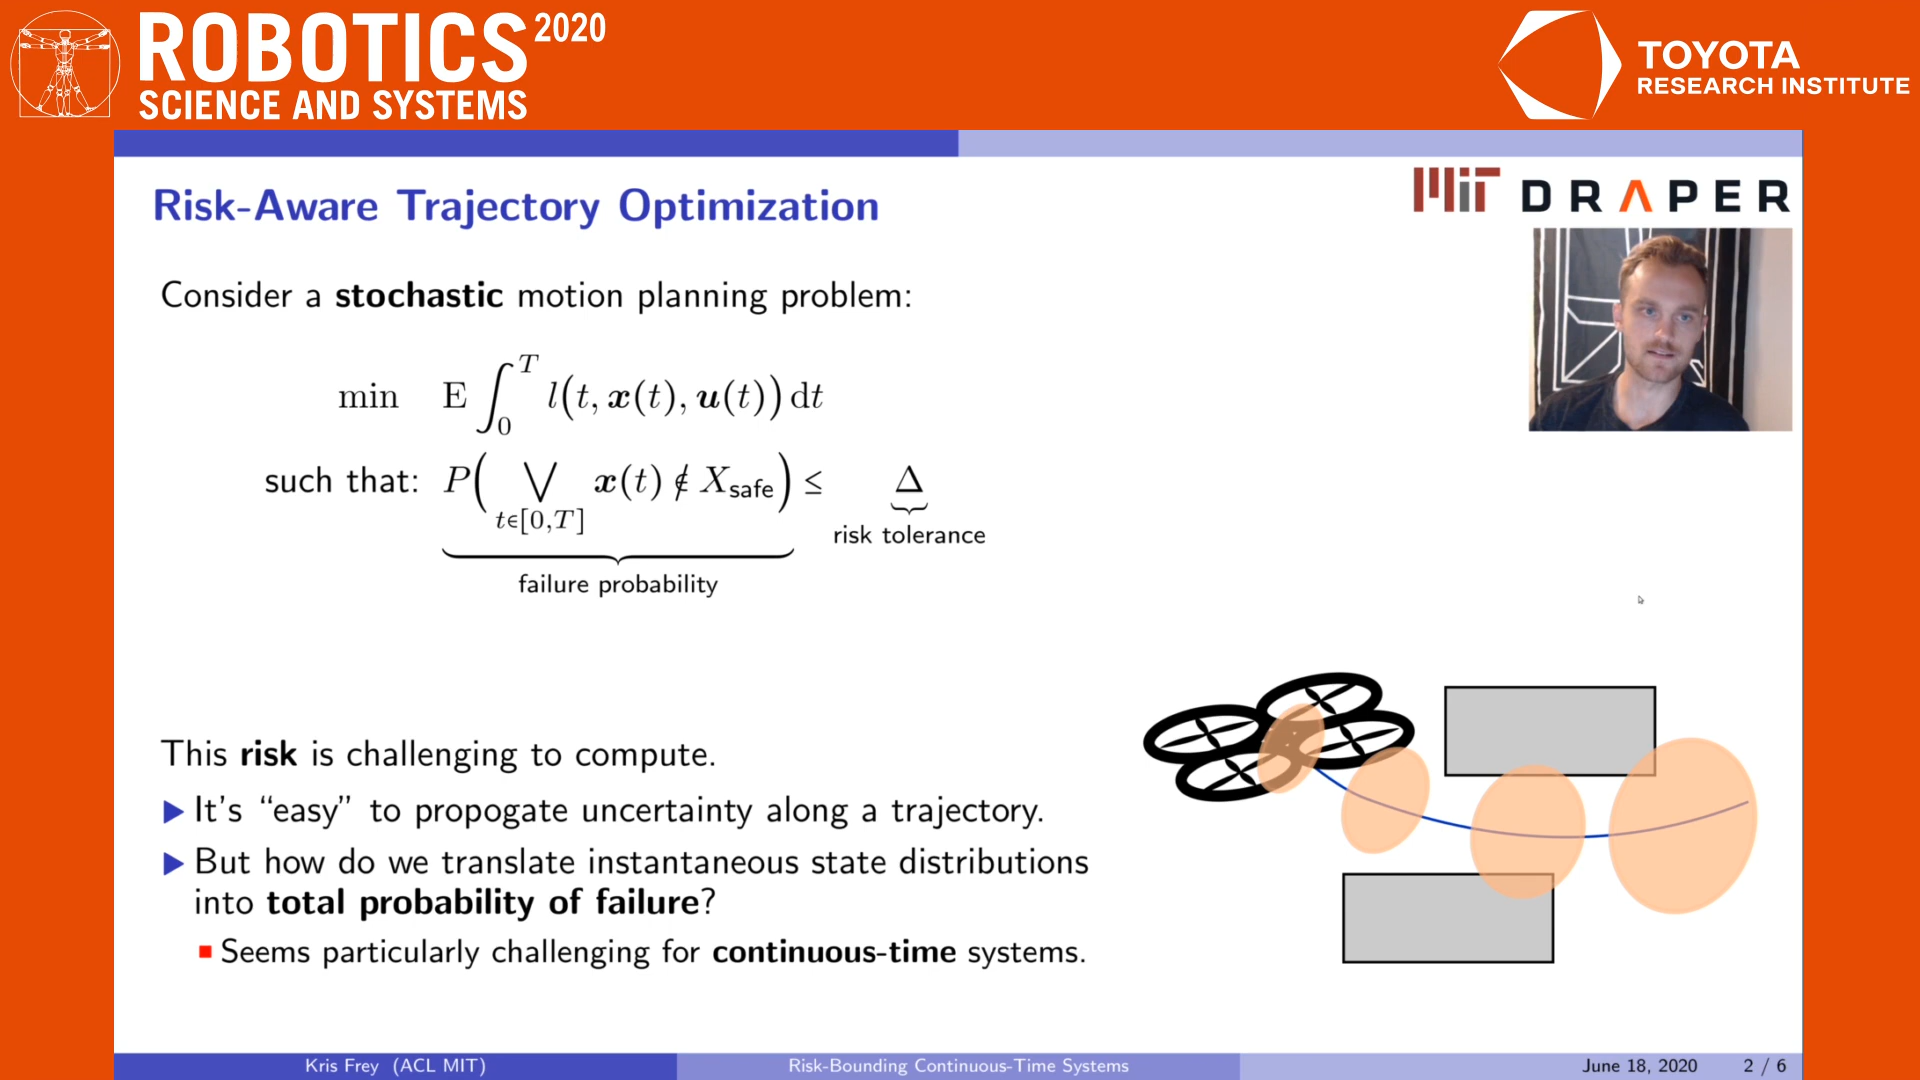 ROBOTICS 2020
SCIENCE AND SYSTEMS
TOYOTA
RESEARCH INSTITUTE
Risk-Aware Trajectory Optimization
MIT DRAPER
Consider a stochastic motion planning problem:
min E ∫₀ᵀ l(t, x(t), u(t)) dt
such that: P( ⋁ x(t) ∉ X_safe ) ≤ Δ
t∈[0,T]
risk tolerance
failure probability
This risk is challenging to compute.
It's “easy” to propogate uncertainty along a trajectory.
But how do we translate instantaneous state distributions
into total probability of failure?
Seems particularly challenging for continuous-time systems.
Kris Frey (ACL MIT) Risk-Bounding Continuous-Time Systems June 18, 2020 2 / 6